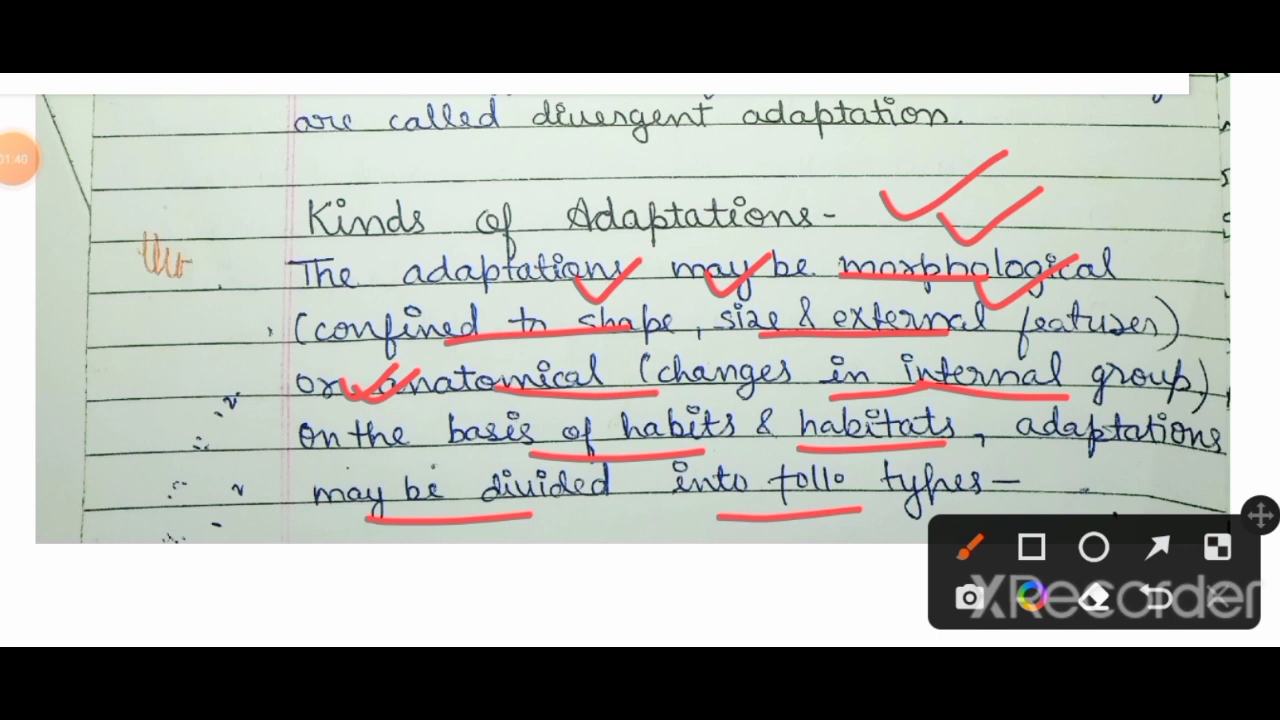 are called divergent adaptation.
Kinds of Adaptations-
The adaptations may be morphological
(confined to shape, size & external features)
or anatomical (changes in internal group)
on the basis of habits & habitats, adaptations
may be divided into follo types-
01:40
XRecorder